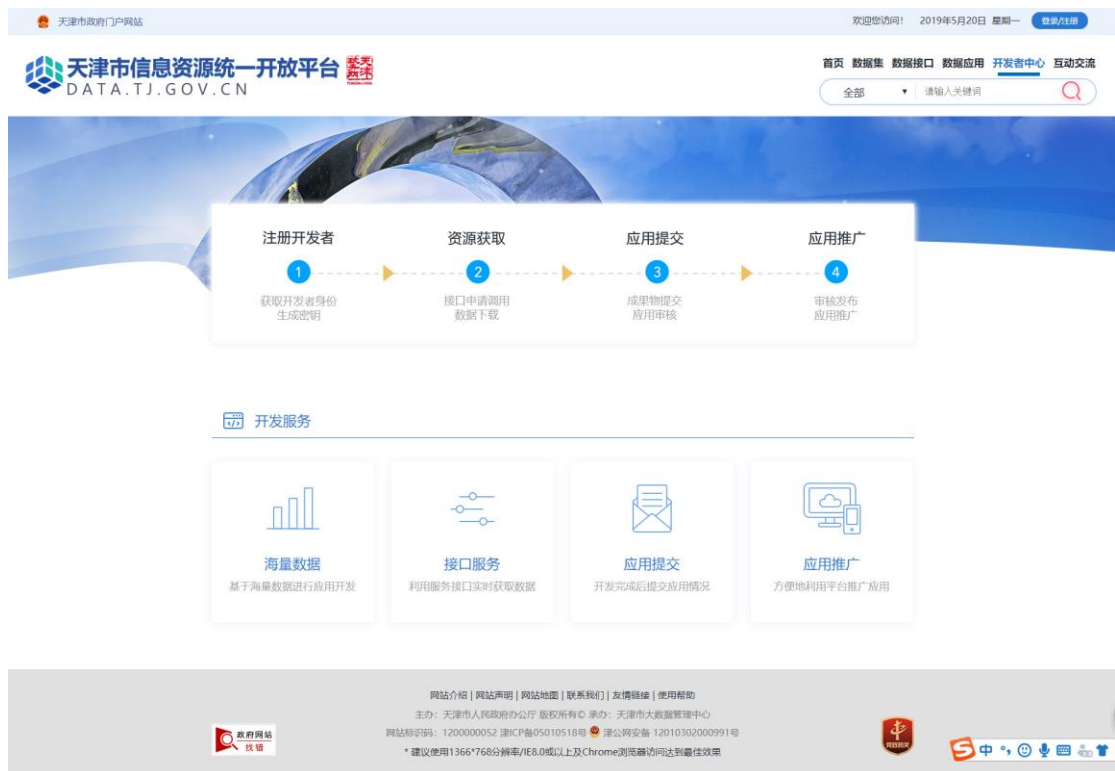 天津市政府门户网站
欢迎您访问! 2019年5月20日 星期一 登录/注册
天津市信息资源统一开放平台
DATA.TJ.GOV.CN
首页 数据集 数据接口 数据应用 开发者中心 互动交流
全部 请输入关键词
注册开发者 资源获取 应用提交 应用推广
1 2 3 4
获取开发者身份 接口申请调用 成果物提交 审核发布
生成密钥 数据下载 应用审核 应用推广
开发服务
海量数据 接口服务 应用提交 应用推广
基于海量数据进行应用开发 利用服务接口实时获取数据 开发完成后提交应用情况 方便地利用平台推广应用
网站介绍 | 网站声明 | 网站地图 | 联系我们 | 友情链接 | 使用帮助
主办：天津市人民政府办公厅 版权所有© 承办：天津市大数据管理中心
网站标识码：1200000052 津ICP备05010518号 津公网安备 12010302000991号
* 建议使用1366*768分辨率/IE8.0或以上及Chrome浏览器访问达到最佳效果
政府网站
找错
党政机关
中